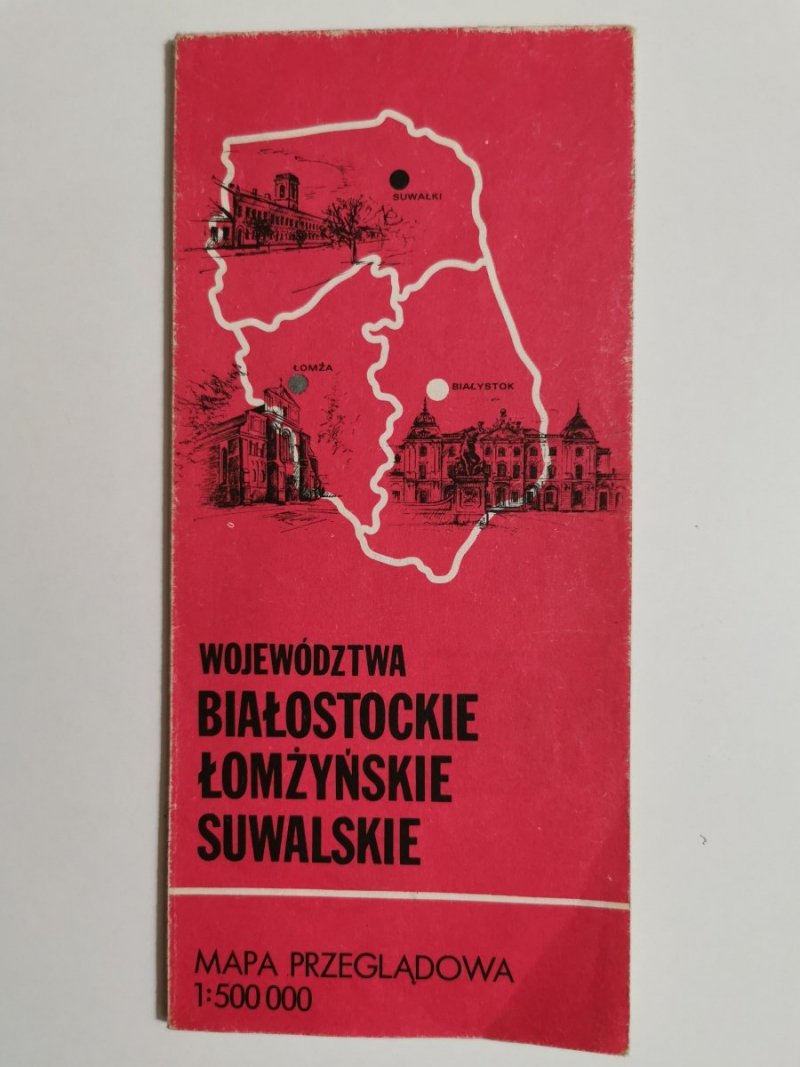 SUWAŁKI
ŁOMŻA
BIAŁYSTOK
WOJEWÓDZTWA
BIAŁOSTOCKIE
ŁOMŻYŃSKIE
SUWALSKIE
MAPA PRZEGLĄDOWA
1:500 000